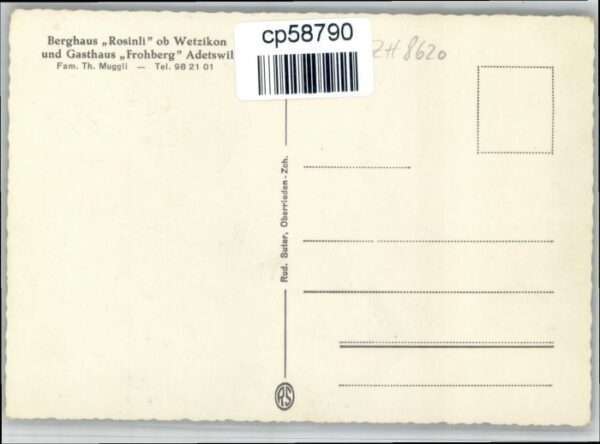 Berghaus „Rosinli" ob Wetzikon
und Gasthaus „Frohberg" Adetswil
Fam. Th. Muggli — Tel. 98 21 01
cp58790
ZH 8620
Rud. Suter, Oberrieden-Zch.
RS